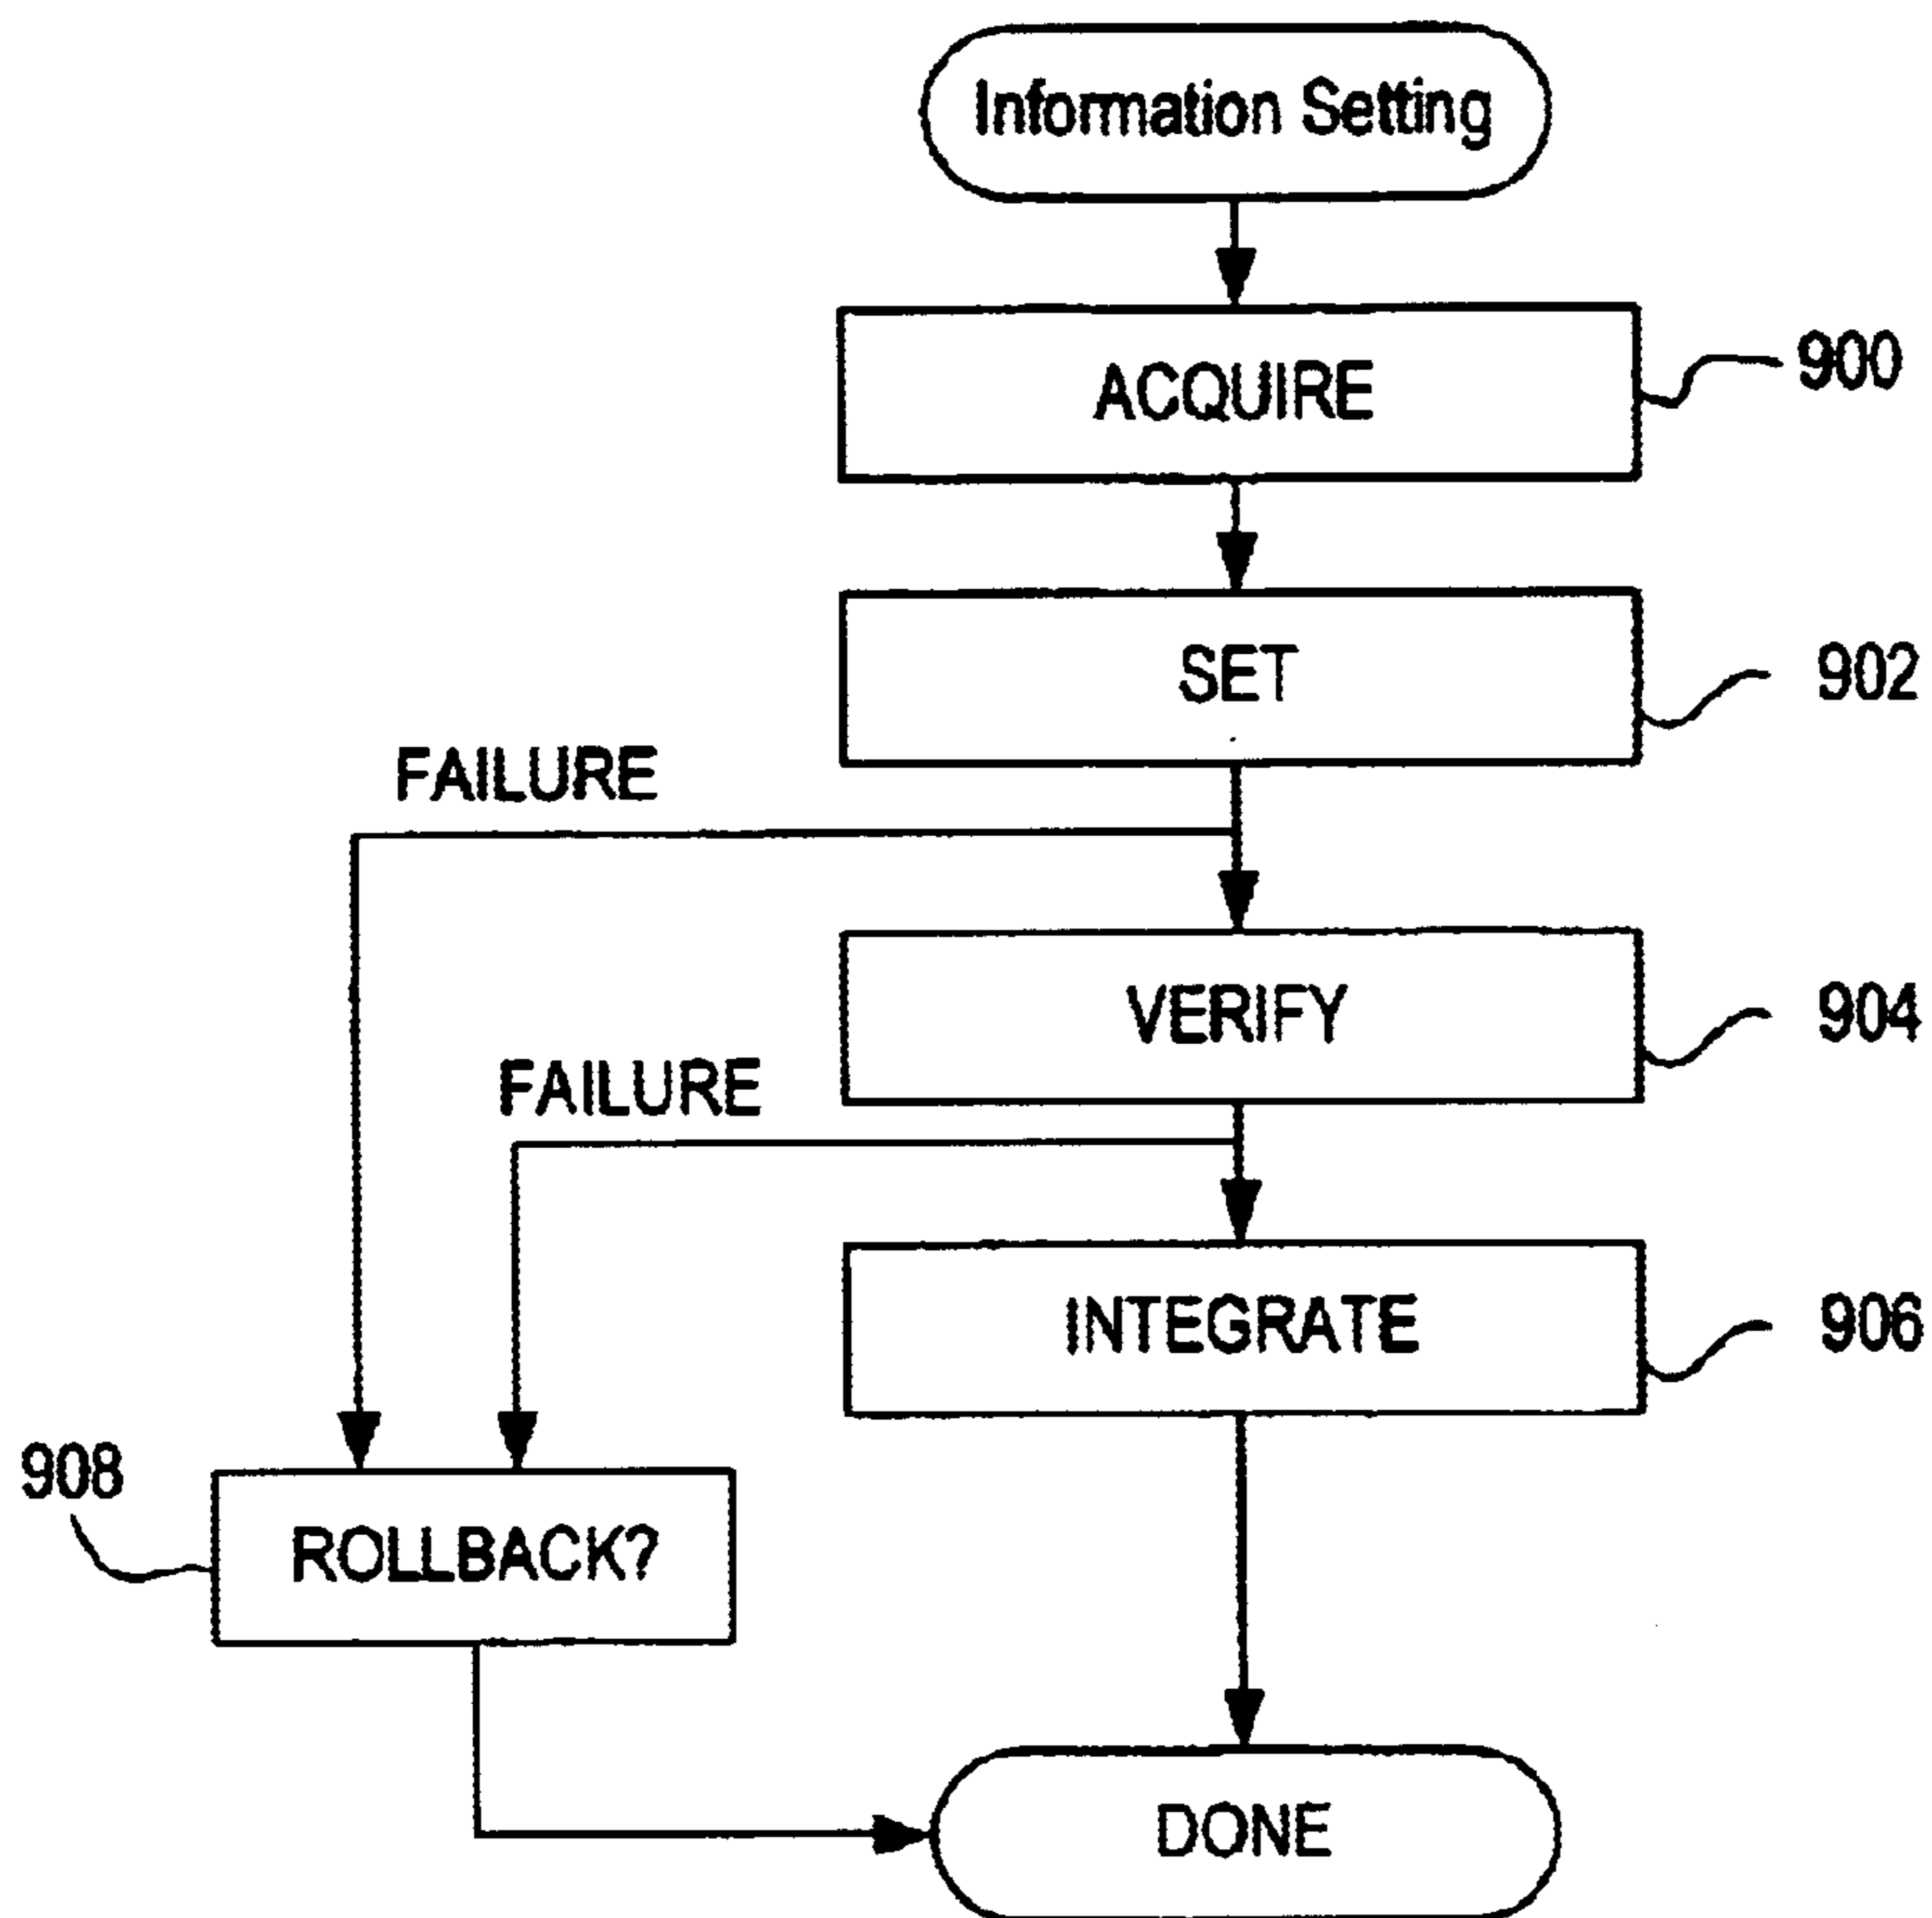 Information Setting
ACQUIRE
900
SET
902
FAILURE
VERIFY
904
FAILURE
INTEGRATE
906
908
ROLLBACK?
DONE